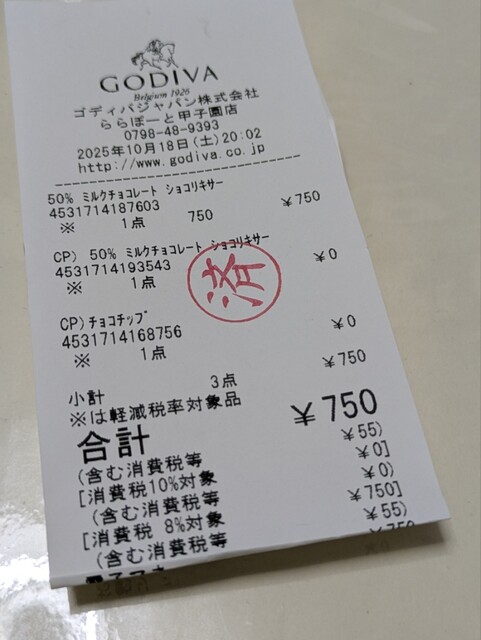 GODIVA
Belgium 1926
ゴディバジャパン株式会社
ららぽーと甲子園店
0798-48-9393
2025年10月18日(土)20:02
http://www.godiva.co.jp
50% ミルクチョコレート ショコリキサー
4531714187603 ¥750
※ 1点 750
CP) 50% ミルクチョコレート ショコリキサー
4531714193543 ¥0
※ 1点
済
CP)チョコチップ
4531714168756 ¥0
※ 1点
小計 3点 ¥750
※は軽減税率対象品
合計 ¥750
(含む消費税等 ¥55)
[消費税10%対象 ¥0]
(含む消費税等 ¥0)
[消費税 8%対象 ¥750]
(含む消費税等 ¥55)